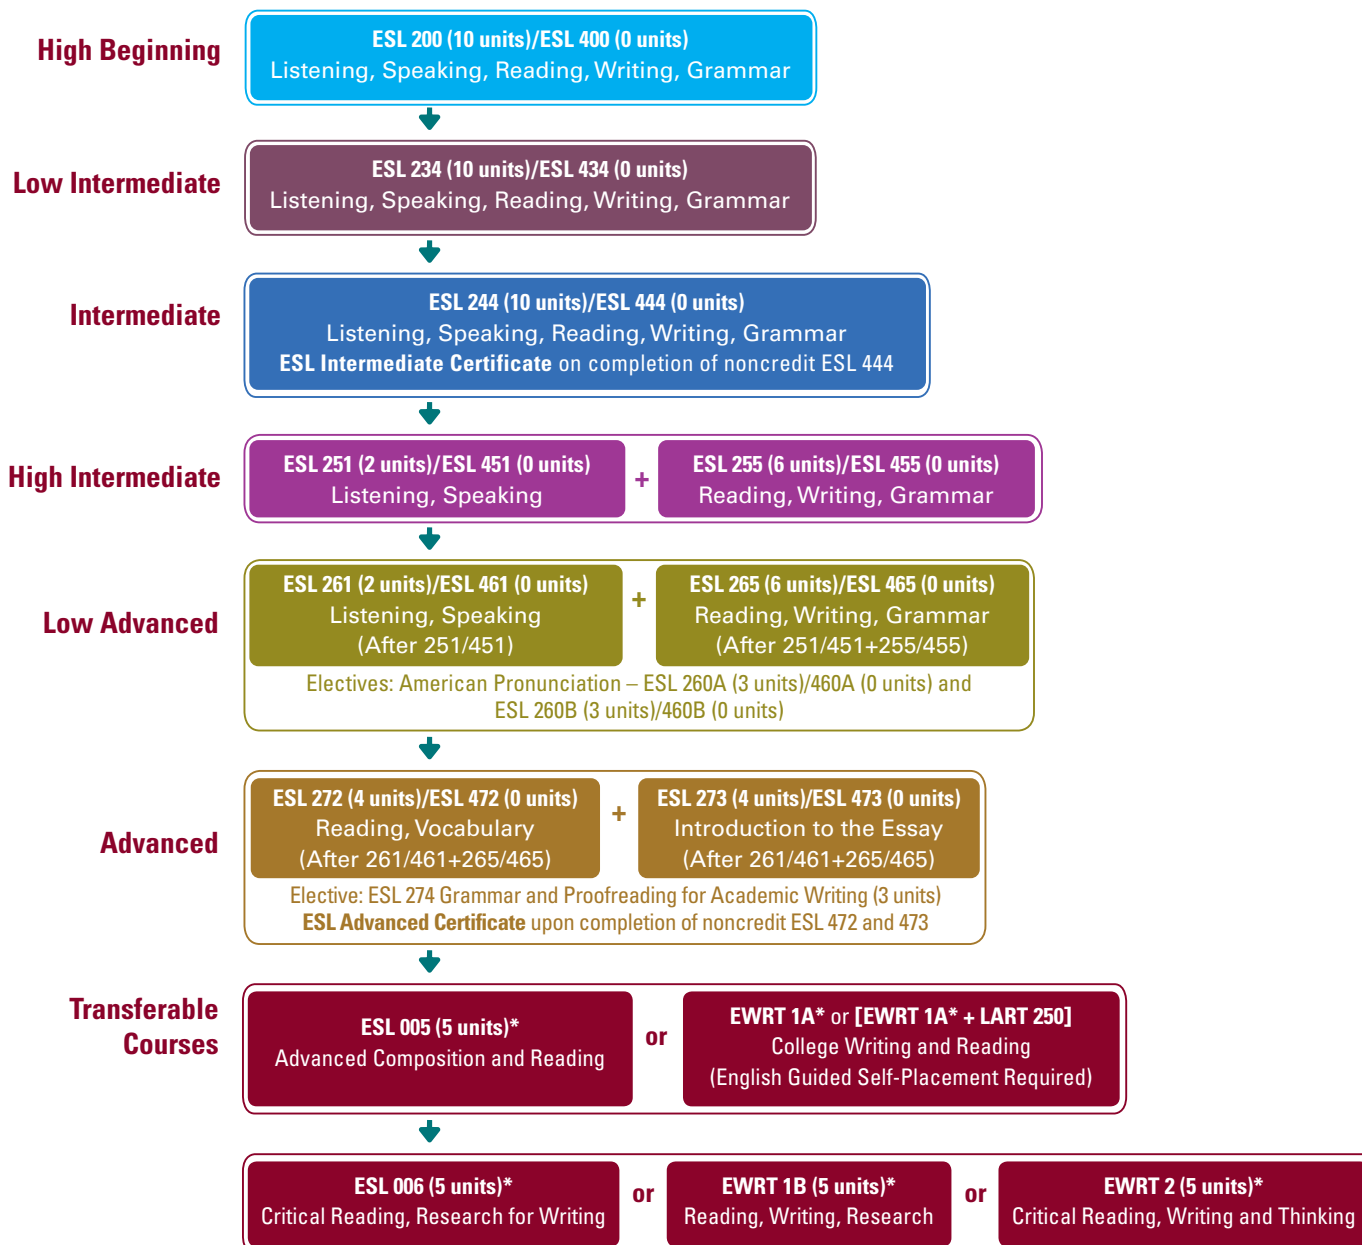 High Beginning
ESL 200 (10 units)/ESL 400 (0 units)
Listening, Speaking, Reading, Writing, Grammar
Low Intermediate
ESL 234 (10 units)/ESL 434 (0 units)
Listening, Speaking, Reading, Writing, Grammar
Intermediate
ESL 244 (10 units)/ESL 444 (0 units)
Listening, Speaking, Reading, Writing, Grammar
ESL Intermediate Certificate on completion of noncredit ESL 444
High Intermediate
ESL 251 (2 units)/ESL 451 (0 units)
Listening, Speaking
+
ESL 255 (6 units)/ESL 455 (0 units)
Reading, Writing, Grammar
Low Advanced
ESL 261 (2 units)/ESL 461 (0 units)
Listening, Speaking
(After 251/451)
+
ESL 265 (6 units)/ESL 465 (0 units)
Reading, Writing, Grammar
(After 251/451+255/455)
Electives: American Pronunciation – ESL 260A (3 units)/460A (0 units) and
ESL 260B (3 units)/460B (0 units)
Advanced
ESL 272 (4 units)/ESL 472 (0 units)
Reading, Vocabulary
(After 261/461+265/465)
+
ESL 273 (4 units)/ESL 473 (0 units)
Introduction to the Essay
(After 261/461+265/465)
Elective: ESL 274 Grammar and Proofreading for Academic Writing (3 units)
ESL Advanced Certificate upon completion of noncredit ESL 472 and 473
Transferable
Courses
ESL 005 (5 units)*
Advanced Composition and Reading
or
EWRT 1A* or [EWRT 1A* + LART 250]
College Writing and Reading
(English Guided Self-Placement Required)
ESL 006 (5 units)*
Critical Reading, Research for Writing
or
EWRT 1B (5 units)*
Reading, Writing, Research
or
EWRT 2 (5 units)*
Critical Reading, Writing and Thinking